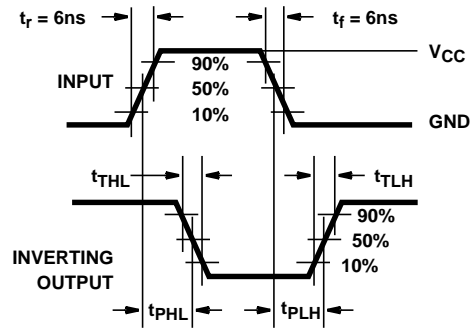 tr = 6ns
tf = 6ns
VCC
90%
INPUT
50%
10%
GND
tTHL
tTLH
90%
50%
INVERTING
10%
OUTPUT
tPHL
tPLH